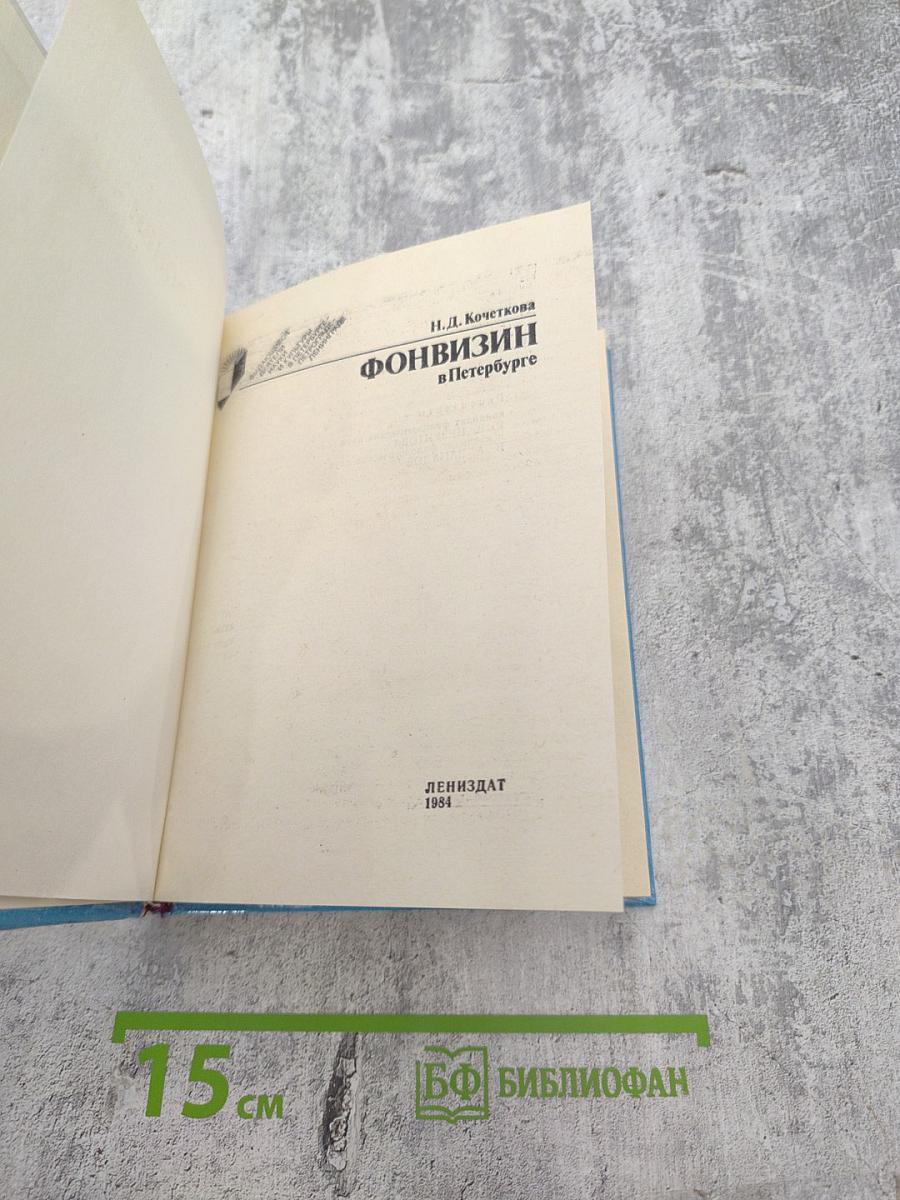 Н. Д. Кочеткова
ФОНВИЗИН
в Петербурге
ЛЕНИЗДАТ
1984
15 см
БФ БИБЛИОФАН